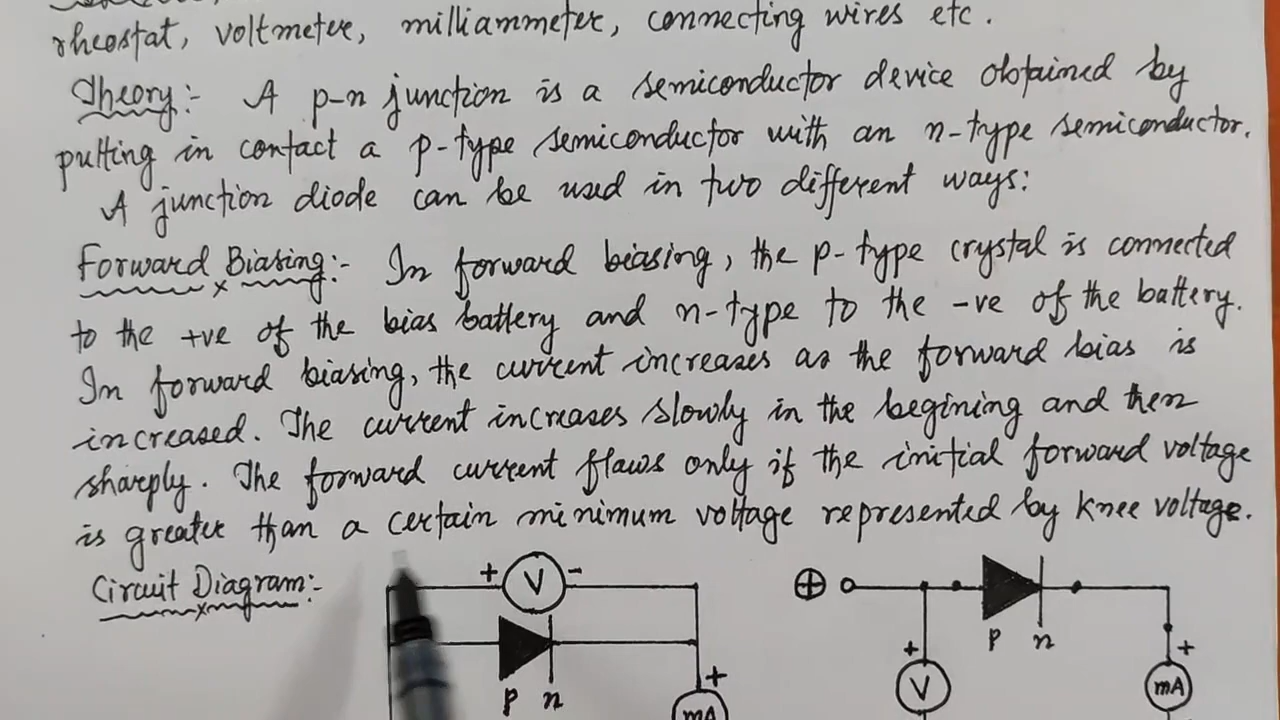 rheostat, voltmeter, milliammeter, connecting wires etc.
Theory:- A p-n junction is a semiconductor device obtained by
putting in contact a p-type semiconductor with an n-type semiconductor.
A junction diode can be used in two different ways:
Forward Biasing:- In forward biasing, the p-type crystal is connected
to the +ve of the bias battery and n-type to the -ve of the battery.
In forward biasing, the current increases as the forward bias is
increased. The current increases slowly in the begining and then
sharply. The forward current flaws only if the initial forward voltage
is greater than a certain minimum voltage represented by knee voltage.
Circuit Diagram:-
+ V -
P n
+
mA
+
P n
+
V
+
mA